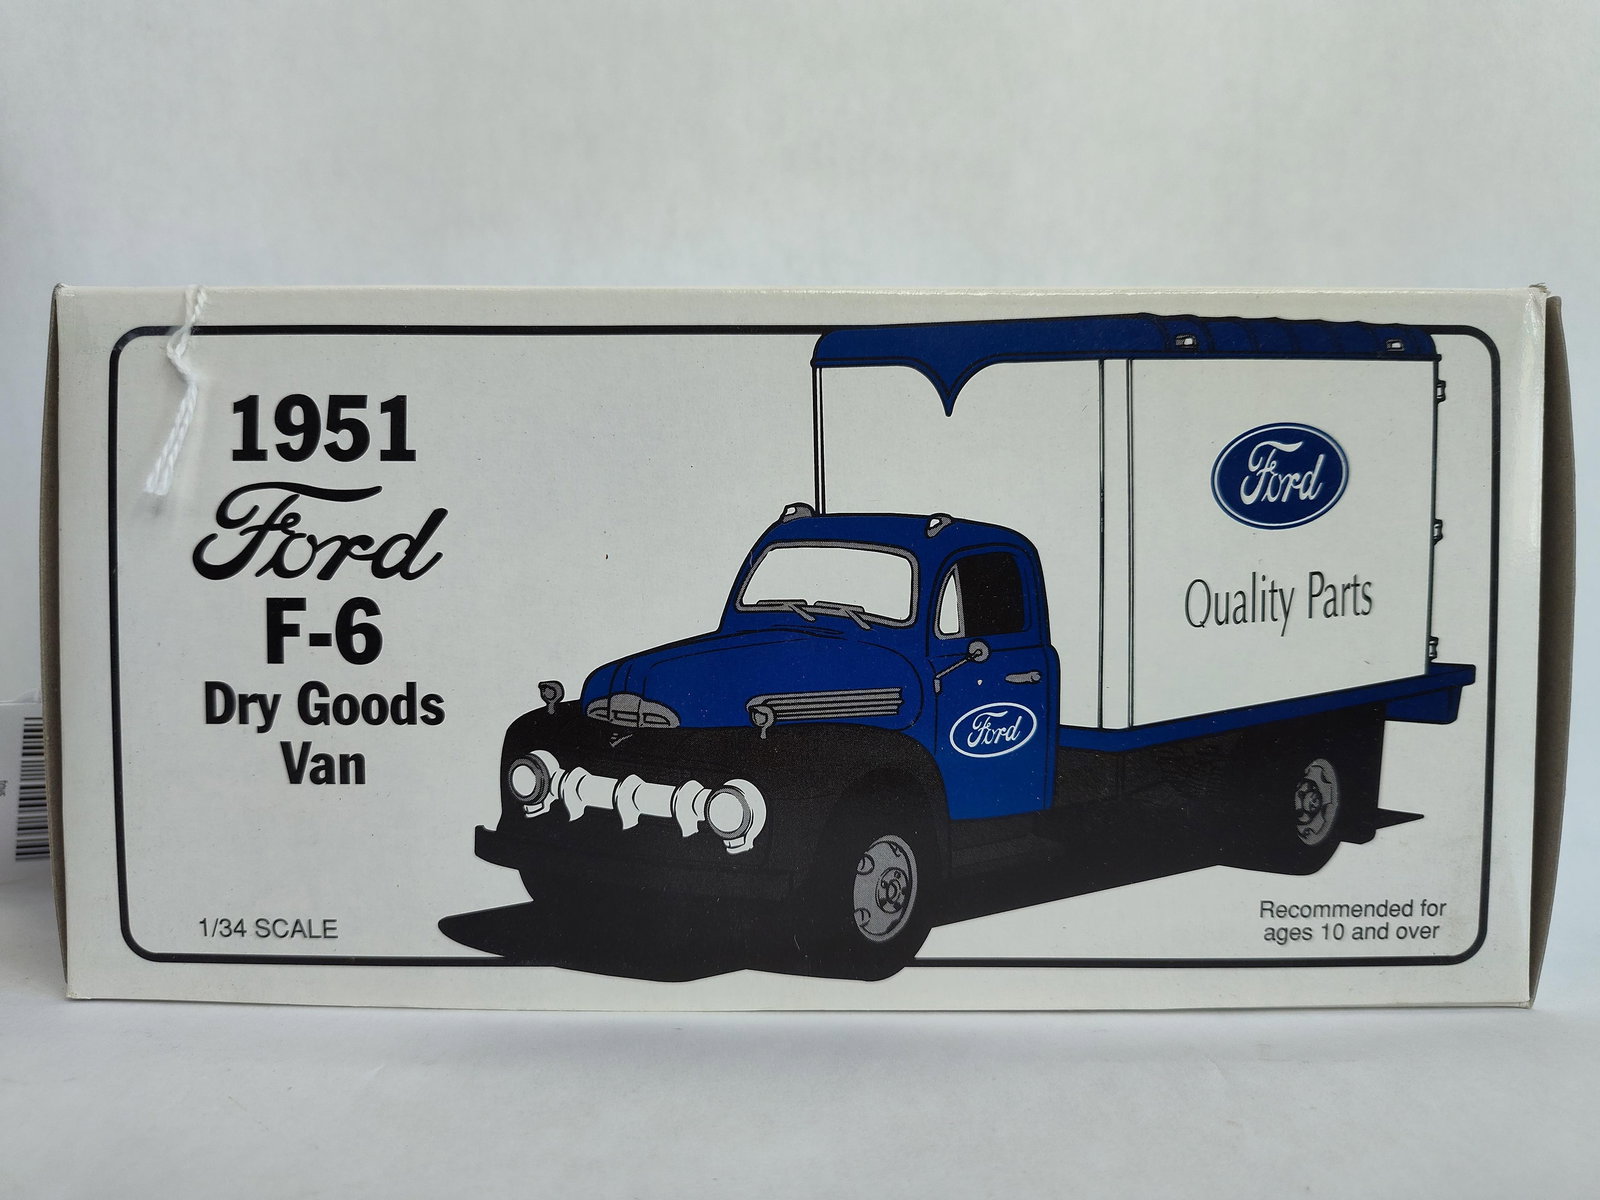 1951
Ford
F-6
Dry Goods
Van
1/34 SCALE
Ford
Quality Parts
Ford
Recommended for
ages 10 and over